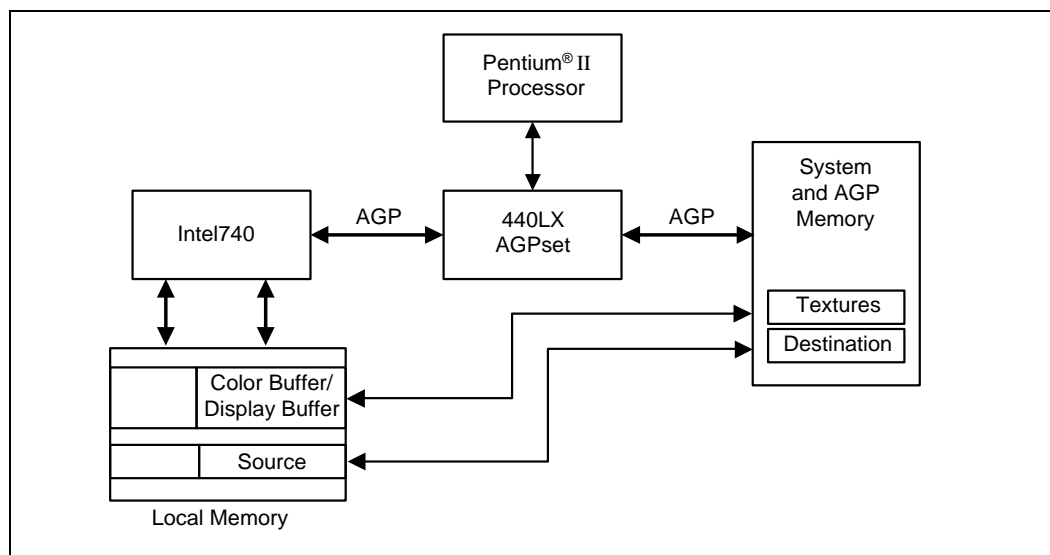 Pentium® II
Processor
System
and AGP
Memory
Intel740
AGP
440LX
AGPset
AGP
Textures
Destination
Color Buffer/
Display Buffer
Source
Local Memory